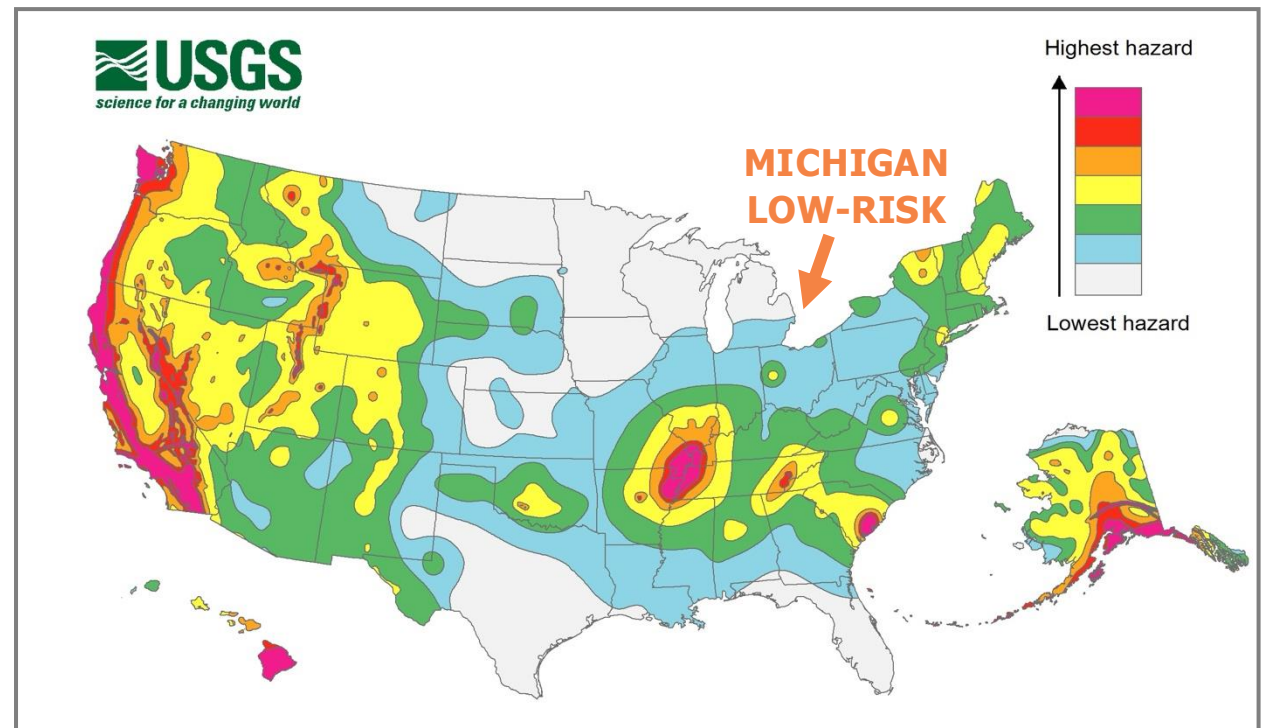 USGS
science for a changing world
Highest hazard
MICHIGAN
LOW-RISK
Lowest hazard